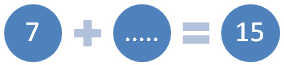 7 + ..... = 15